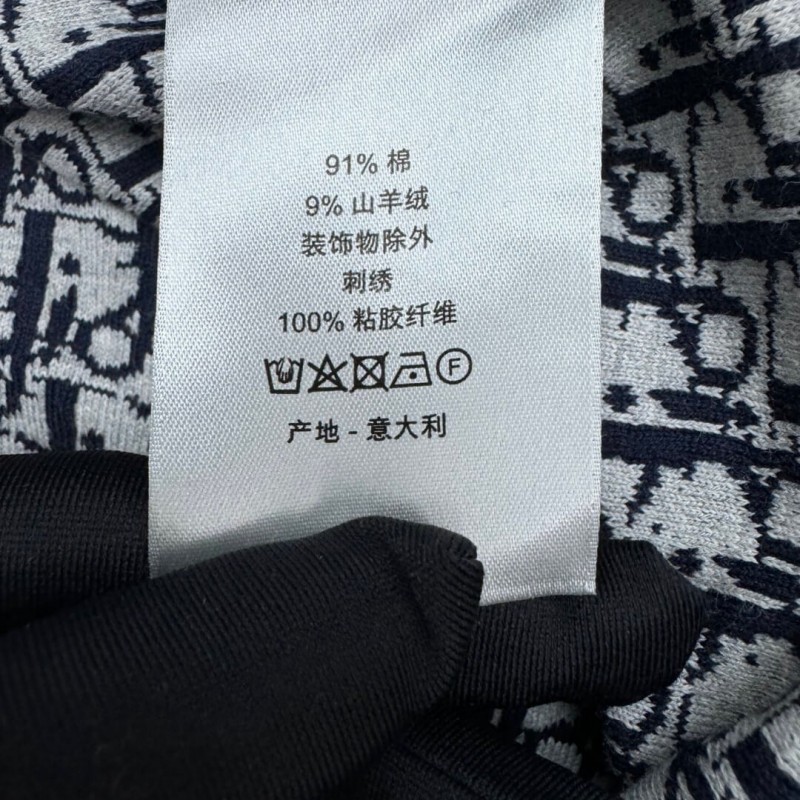 91% 棉
9% 山羊绒
装饰物除外
刺绣
100% 粘胶纤维
F
产地 - 意大利